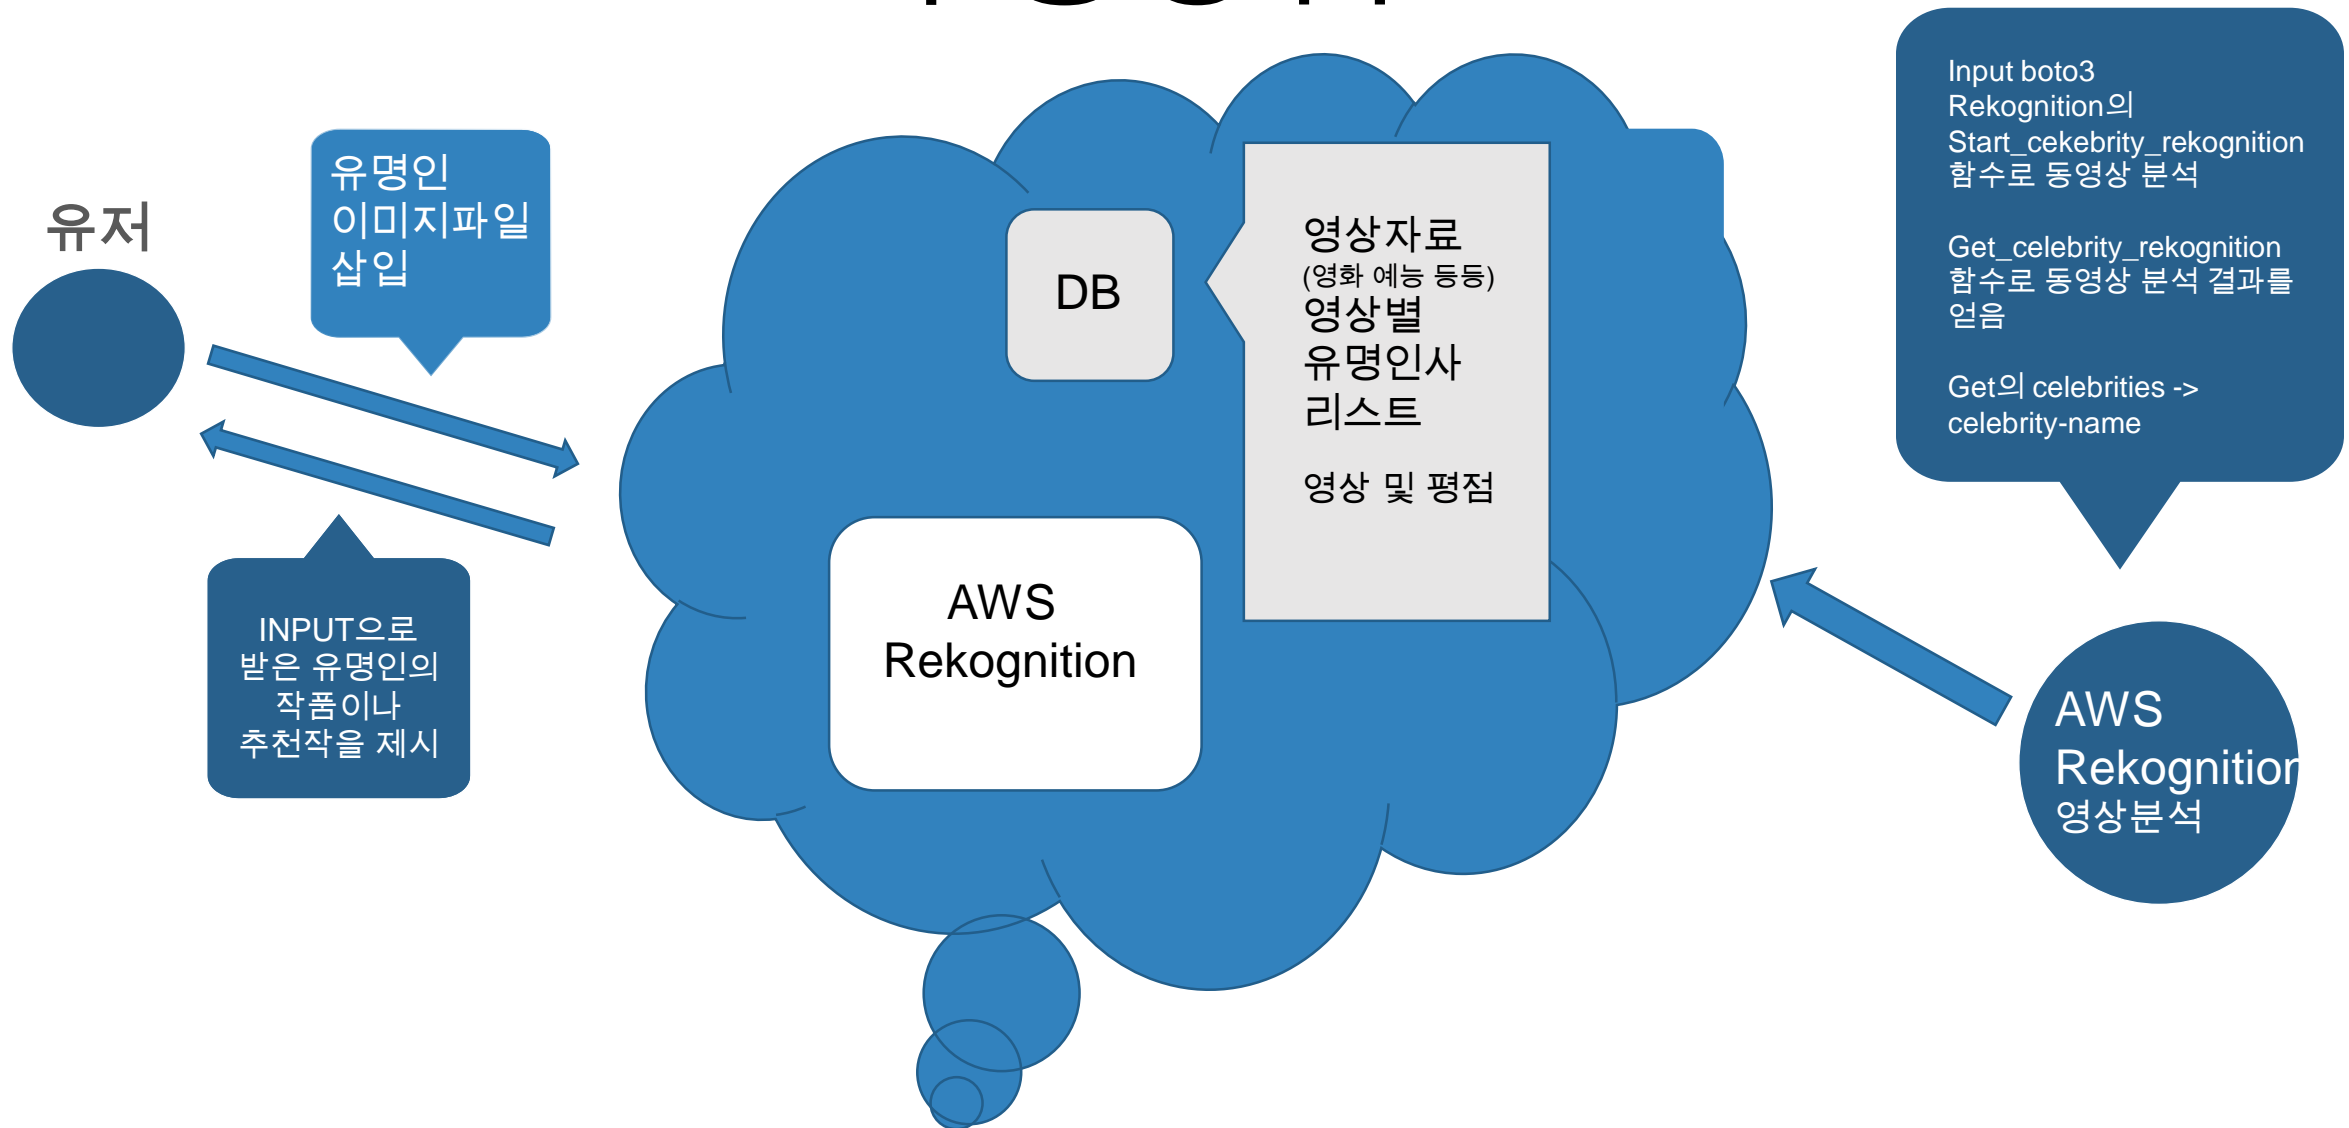 유저
유명인
이미지파일
삽입
INPUT으로
받은 유명인의
작품이나
추천작을 제시
DB
영상자료
(영화 예능 등등)
영상별
유명인사
리스트
영상 및 평점
AWS
Rekognition
Input boto3
Rekognition의
Start_cekebrity_rekognition
함수로 동영상 분석
Get_celebrity_rekognition
함수로 동영상 분석 결과를
얻음
Get의 celebrities ->
celebrity-name
AWS
Rekognition
영상분석